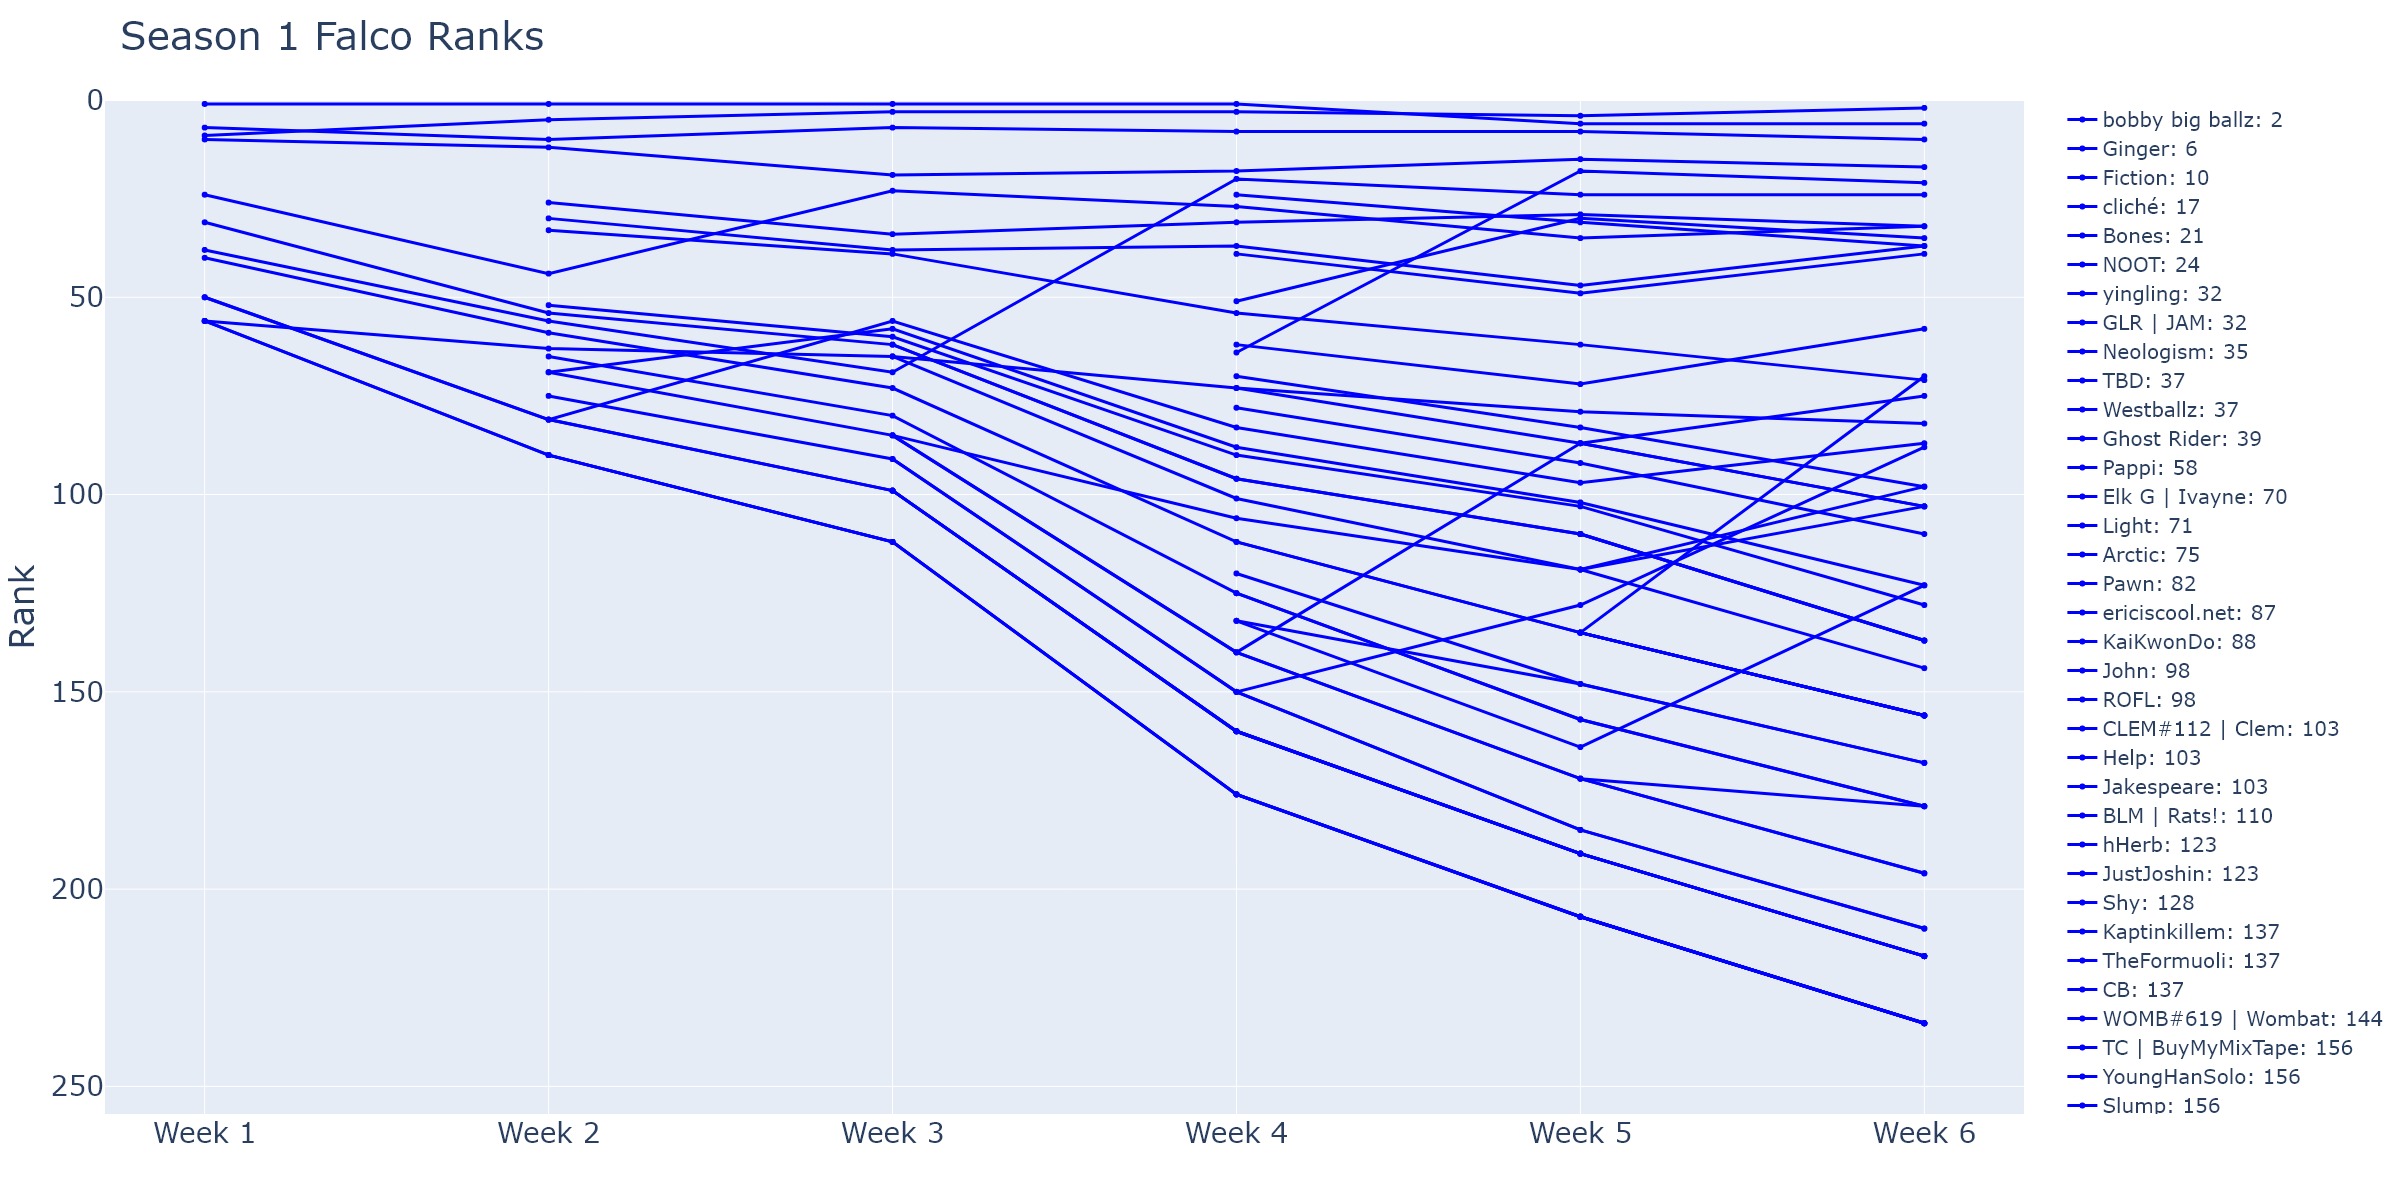 Season 1 Falco Ranks
Rank
0
50
100
150
200
250
Week 1
Week 2
Week 3
Week 4
Week 5
Week 6
bobby big ballz: 2
Ginger: 6
Fiction: 10
cliché: 17
Bones: 21
NOOT: 24
yingling: 32
GLR | JAM: 32
Neologism: 35
TBD: 37
Westballz: 37
Ghost Rider: 39
Pappi: 58
Elk G | Ivayne: 70
Light: 71
Arctic: 75
Pawn: 82
ericiscool.net: 87
KaiKwonDo: 88
John: 98
ROFL: 98
CLEM#112 | Clem: 103
Help: 103
Jakespeare: 103
BLM | Rats!: 110
hHerb: 123
JustJoshin: 123
Shy: 128
Kaptinkillem: 137
TheFormuoli: 137
CB: 137
WOMB#619 | Wombat: 144
TC | BuyMyMixTape: 156
YoungHanSolo: 156
Slump: 156